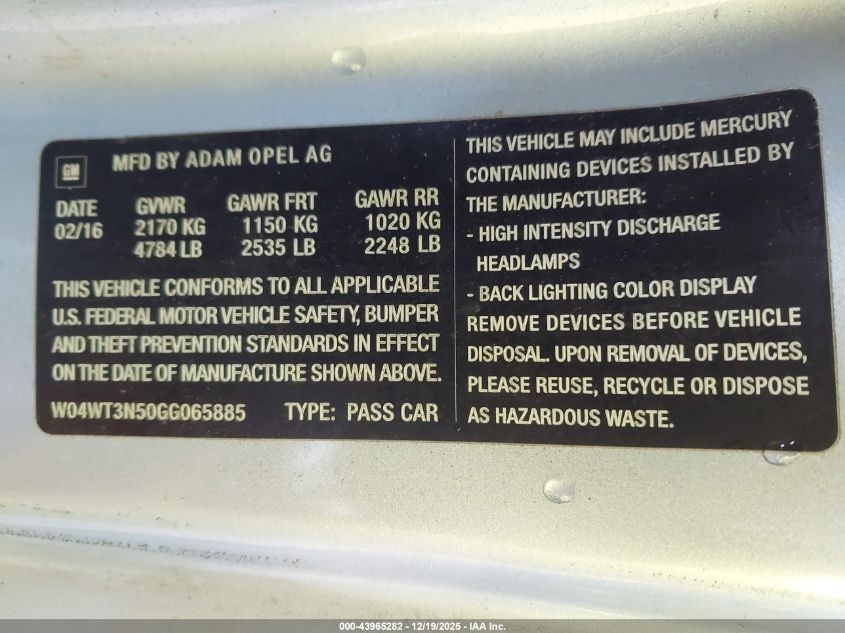 GM
MFD BY ADAM OPEL AG
DATE GVWR GAWR FRT GAWR RR
02/16 2170 KG 1150 KG 1020 KG
4784 LB 2535 LB 2248 LB
THIS VEHICLE CONFORMS TO ALL APPLICABLE
U.S. FEDERAL MOTOR VEHICLE SAFETY, BUMPER
AND THEFT PREVENTION STANDARDS IN EFFECT
ON THE DATE OF MANUFACTURE SHOWN ABOVE.
W04WT3N50GG065885 TYPE: PASS CAR
THIS VEHICLE MAY INCLUDE MERCURY
CONTAINING DEVICES INSTALLED BY
THE MANUFACTURER:
- HIGH INTENSITY DISCHARGE
HEADLAMPS
- BACK LIGHTING COLOR DISPLAY
REMOVE DEVICES BEFORE VEHICLE
DISPOSAL. UPON REMOVAL OF DEVICES,
PLEASE REUSE, RECYCLE OR DISPOSE
AS HAZARDOUS WASTE.
000-43965282 - 12/19/2025 - IAA Inc.